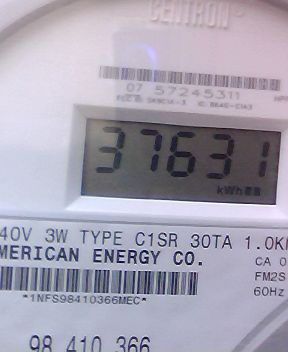 CENTRON®
07 57245311
37631
kWh
40V 3W TYPE C1SR 30TA 1.0K
MERICAN ENERGY CO.
CA 0
FM2S
60Hz
*1NFS98410366MEC*
98 410 366